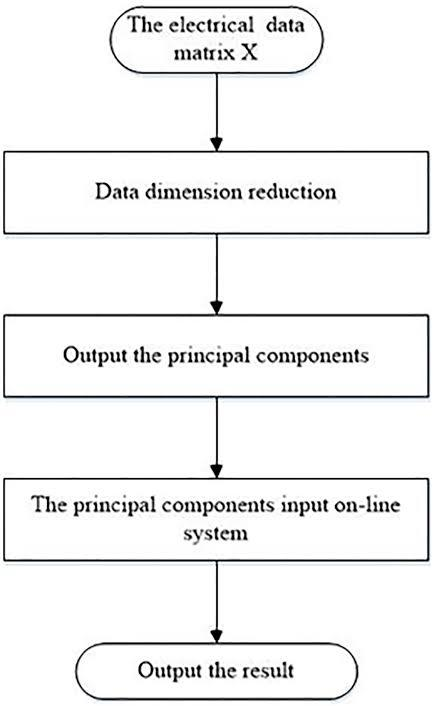 The electrical data
matrix X
Data dimension reduction
Output the principal components
The principal components input on-line
system
Output the result